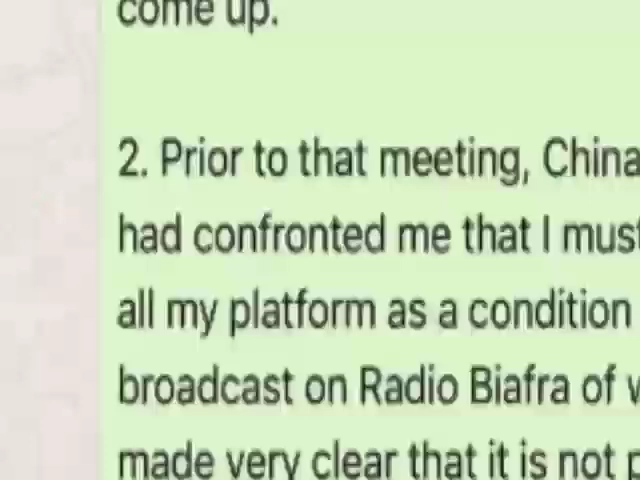 come up.
2. Prior to that meeting, China
had confronted me that I must
all my platform as a condition
broadcast on Radio Biafra of
made very clear that it is not